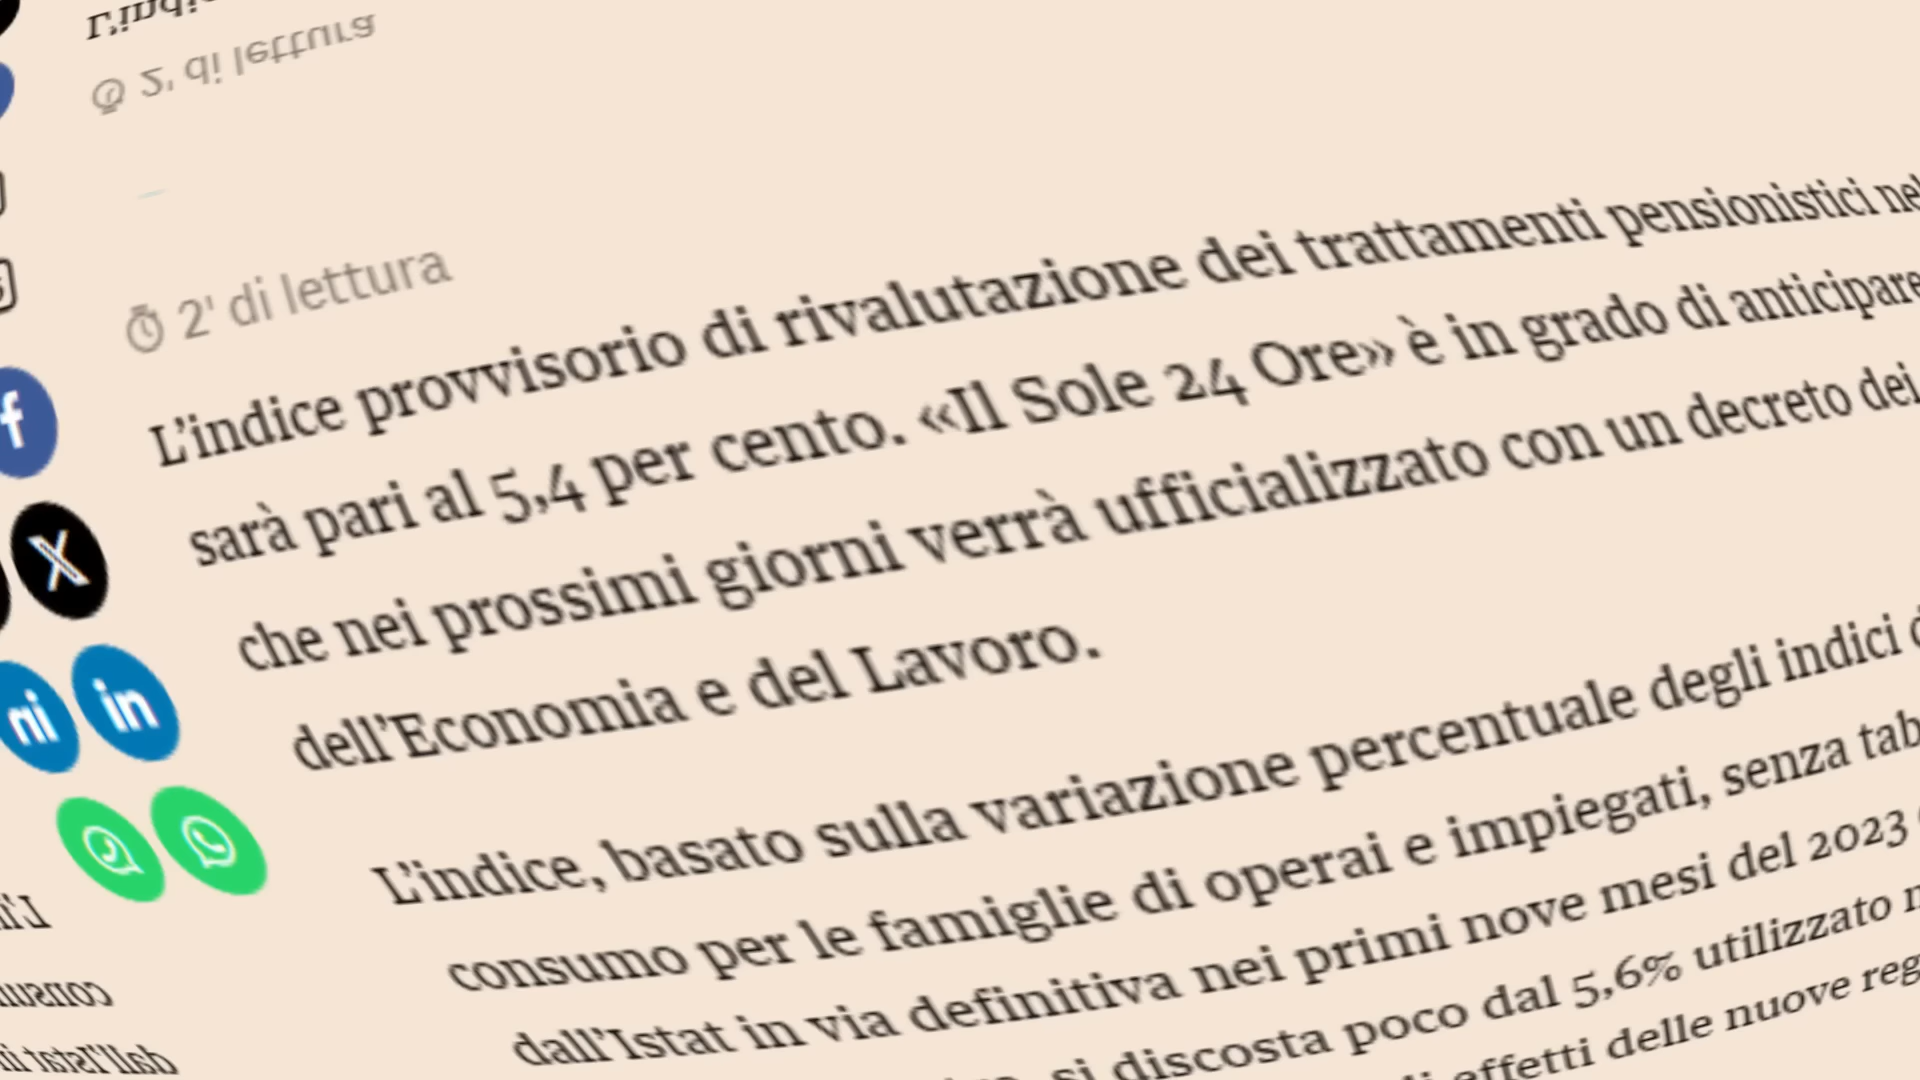 2' di lettura
2' di lettura
L'indice provvisorio di rivalutazione dei trattamenti pensionistici
sarà pari al 5,4 per cento. «Il Sole 24 Ore» è in grado di anticipare
che nei prossimi giorni verrà ufficializzato con un decreto dei
dell'Economia e del Lavoro.
L'indice, basato sulla variazione percentuale degli indici
consumo per le famiglie di operai e impiegati, senza
dall'Istat in via definitiva nei primi nove mesi del 2023
si discosta poco dal 5,6% utilizzato
effetti delle nuove